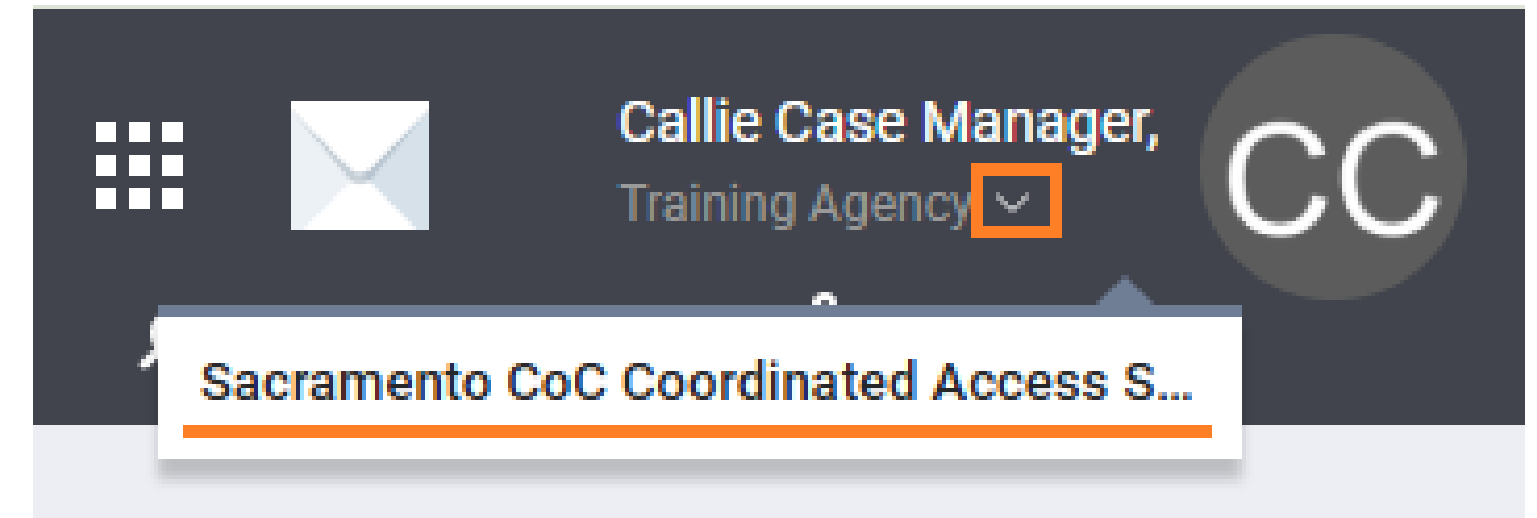 Callie Case Manager,
Training Agency
CC
Sacramento CoC Coordinated Access S...